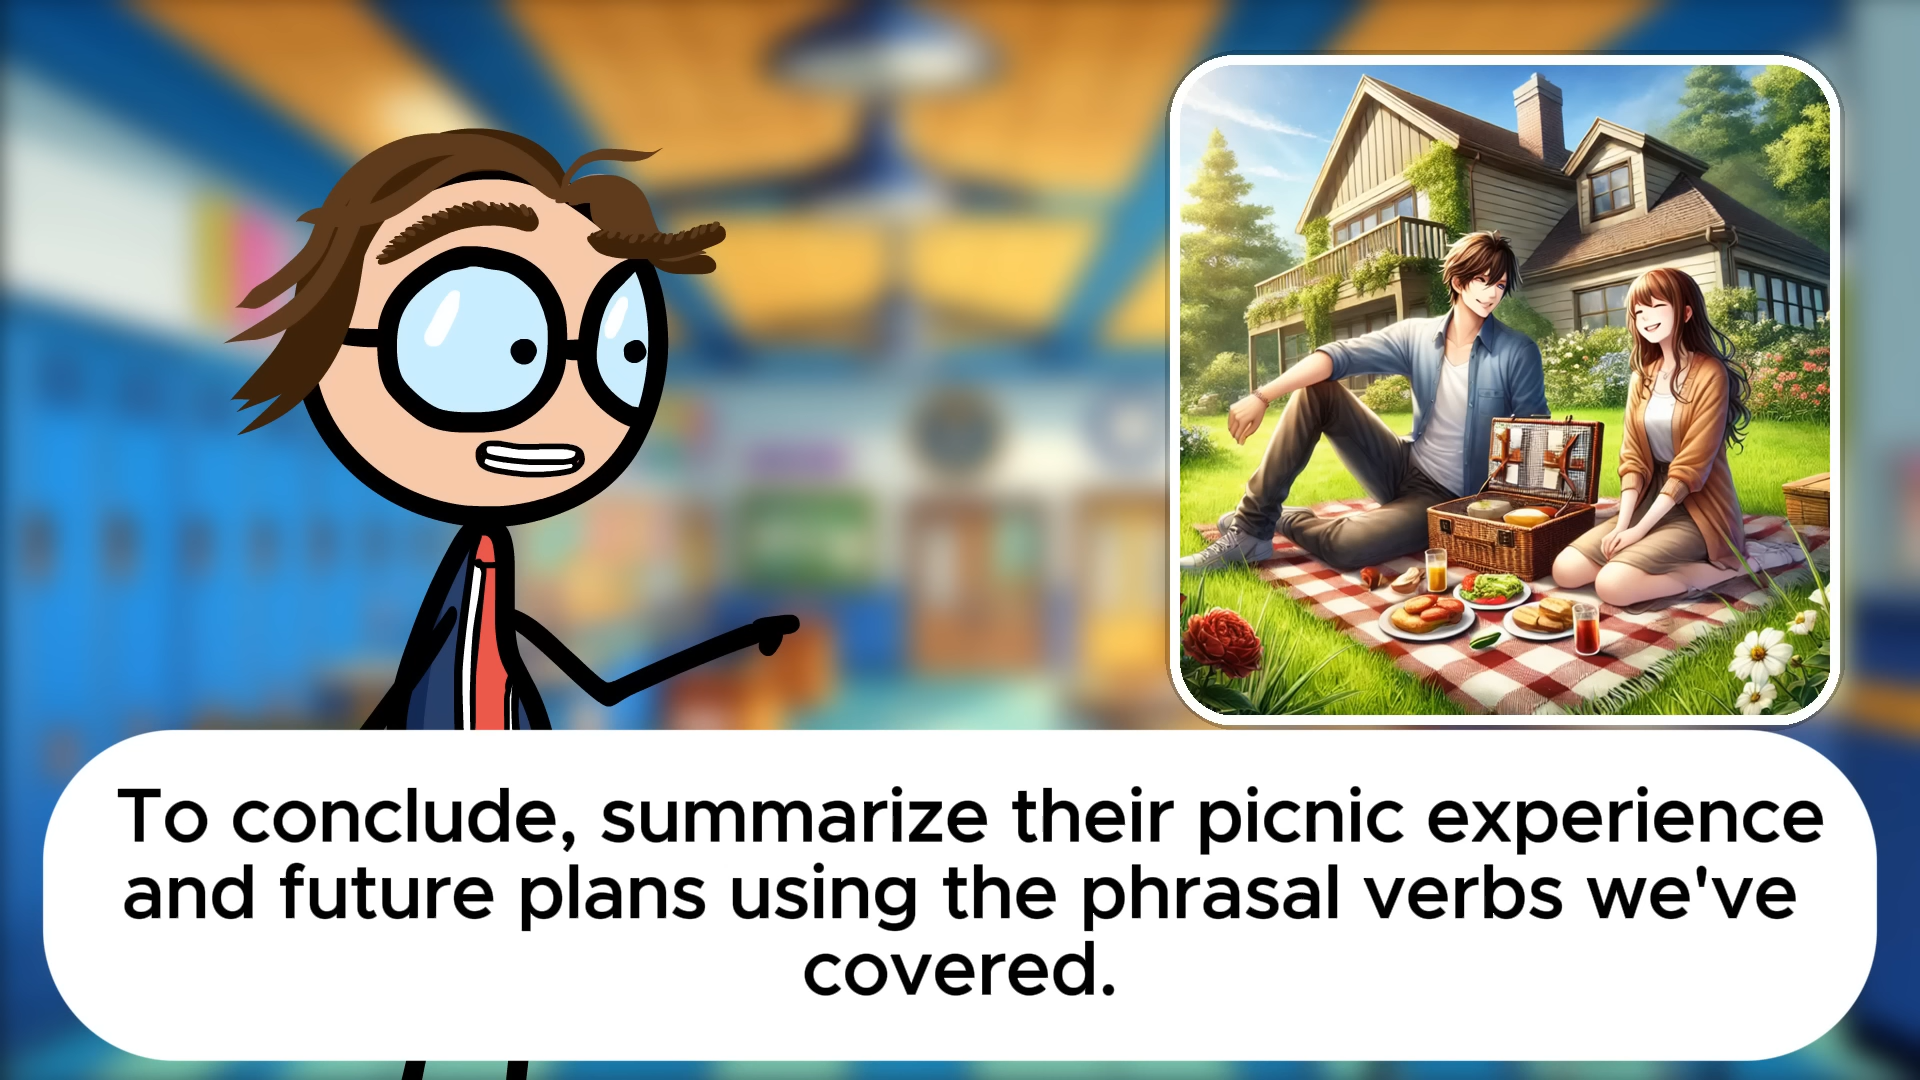 To conclude, summarize their picnic experience
and future plans using the phrasal verbs we've
covered.